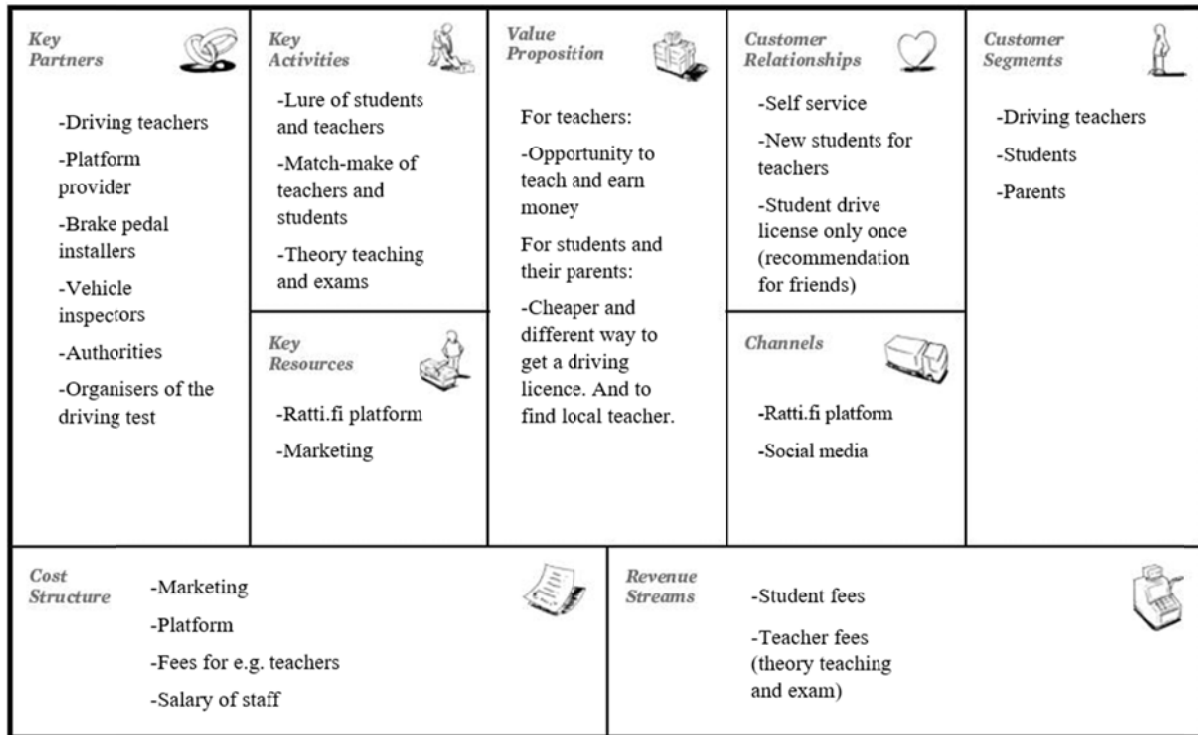 Key
Partners
-Driving teachers
-Platform
provider
-Brake pedal
installers
-Vehicle
inspectors
-Authorities
-Organisers of the
driving test
Key
Activities
-Lure of students
and teachers
-Match-make of
teachers and
students
-Theory teaching
and exams
Key
Resources
-Ratti.fi platform
-Marketing
Value
Proposition
For teachers:
-Opportunity to
teach and earn
money
For students and
their parents:
-Cheaper and
different way to
get a driving
licence. And to
find local teacher.
Customer
Relationships
-Self service
-New students for
teachers
-Student drive
license only once
(recommendation
for friends)
Channels
-Ratti.fi platform
-Social media
Customer
Segments
-Driving teachers
-Students
-Parents
Cost
Structure
-Marketing
-Platform
-Fees for e.g. teachers
-Salary of staff
Revenue
Streams
-Student fees
-Teacher fees
(theory teaching
and exam)